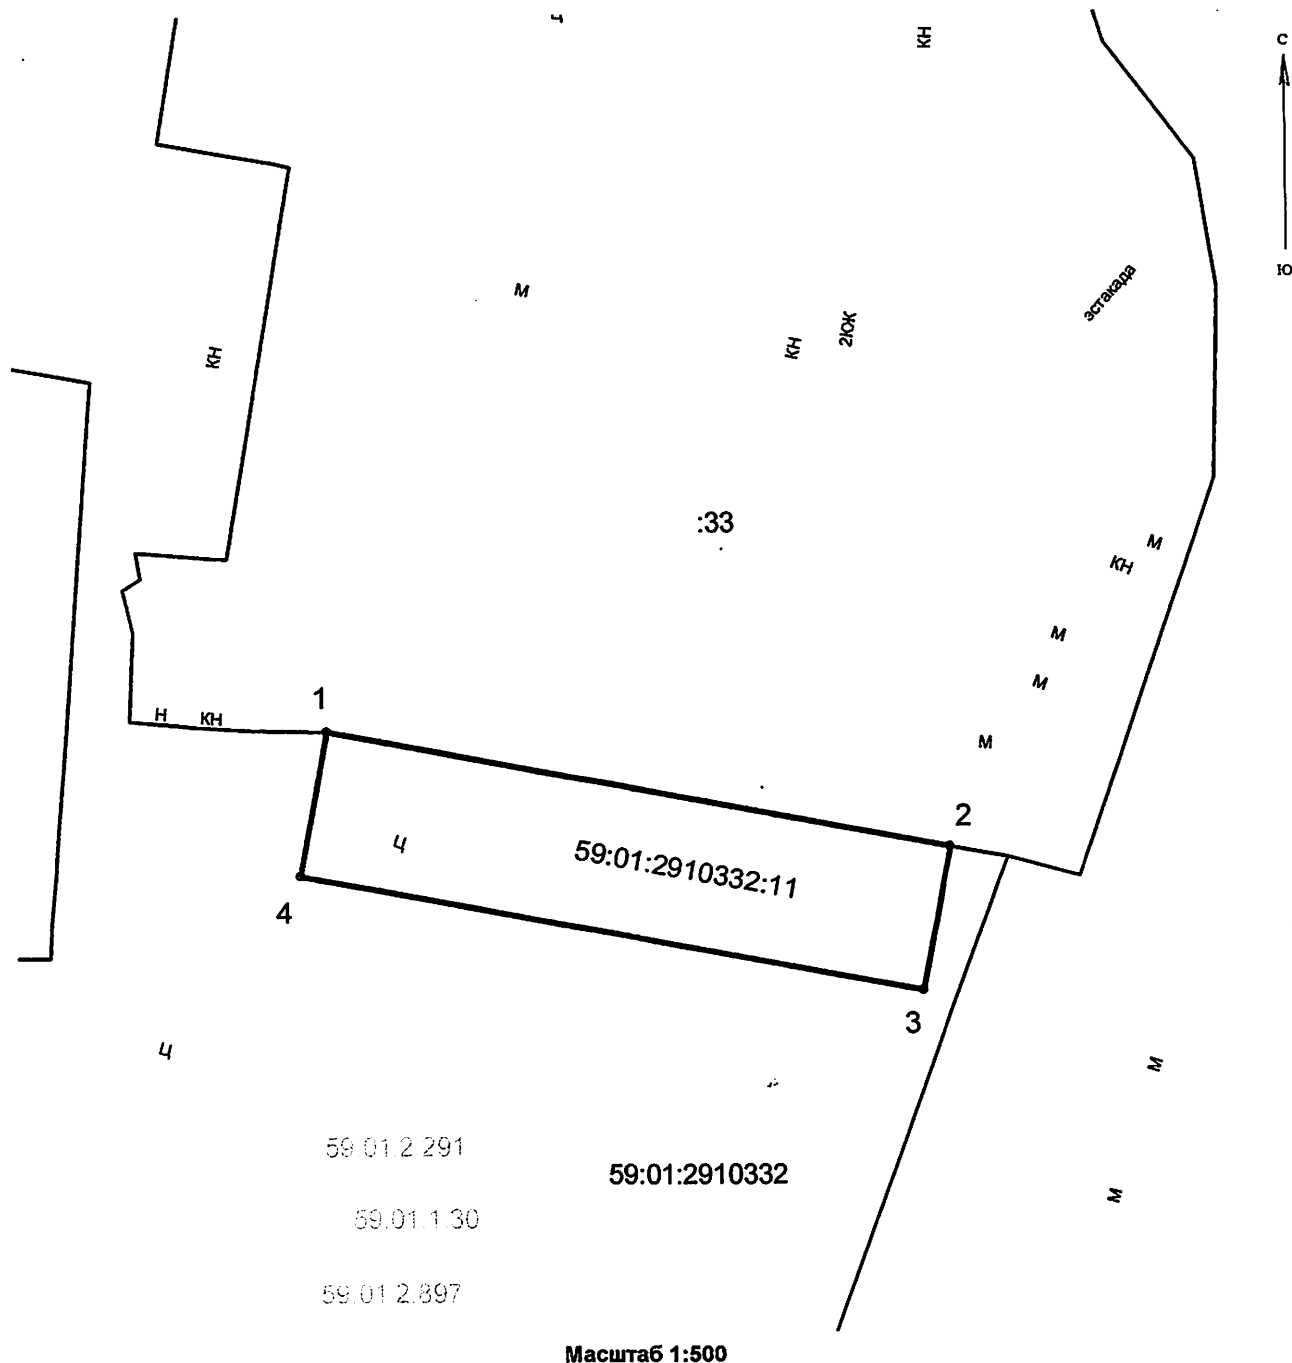 КН
С
Ю
М
эстакада
КН
2КЖ
КН
:33
М
КН
М
М
1
Н
КН
М
2
Ц
59:01:2910332:11
4
3
Ц
М
59.01.2.291
59:01:2910332
М
59.01.1.30
59.01.2.897
Масштаб 1:500